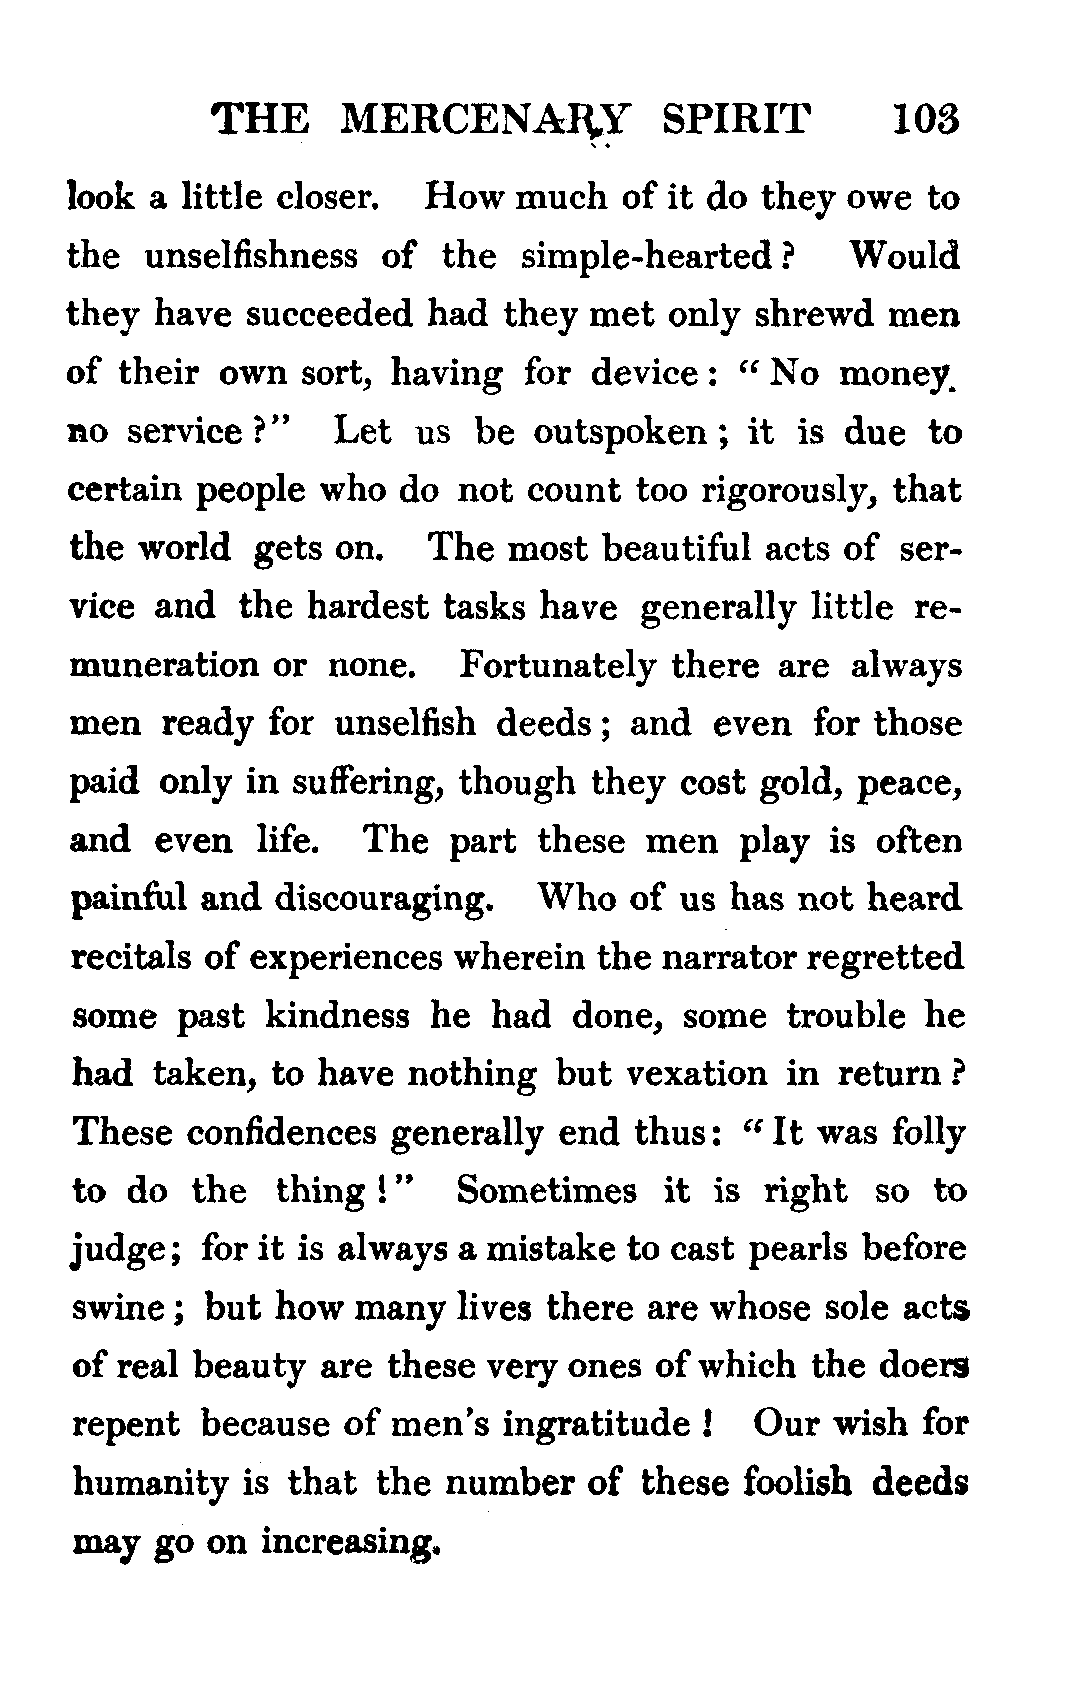 THE MERCENARY SPIRIT 103
look a little closer. How much of it do they owe to
the unselfishness of the simple-hearted? Would
they have succeeded had they met only shrewd men
of their own sort, having for device: “No money.
no service?” Let us be outspoken; it is due to
certain people who do not count too rigorously, that
the world gets on. The most beautiful acts of ser-
vice and the hardest tasks have generally little re-
muneration or none. Fortunately there are always
men ready for unselfish deeds; and even for those
paid only in suffering, though they cost gold, peace,
and even life. The part these men play is often
painful and discouraging. Who of us has not heard
recitals of experiences wherein the narrator regretted
some past kindness he had done, some trouble he
had taken, to have nothing but vexation in return?
These confidences generally end thus: “It was folly
to do the thing!” Sometimes it is right so to
judge; for it is always a mistake to cast pearls before
swine; but how many lives there are whose sole acts
of real beauty are these very ones of which the doers
repent because of men’s ingratitude! Our wish for
humanity is that the number of these foolish deeds
may go on increasing.